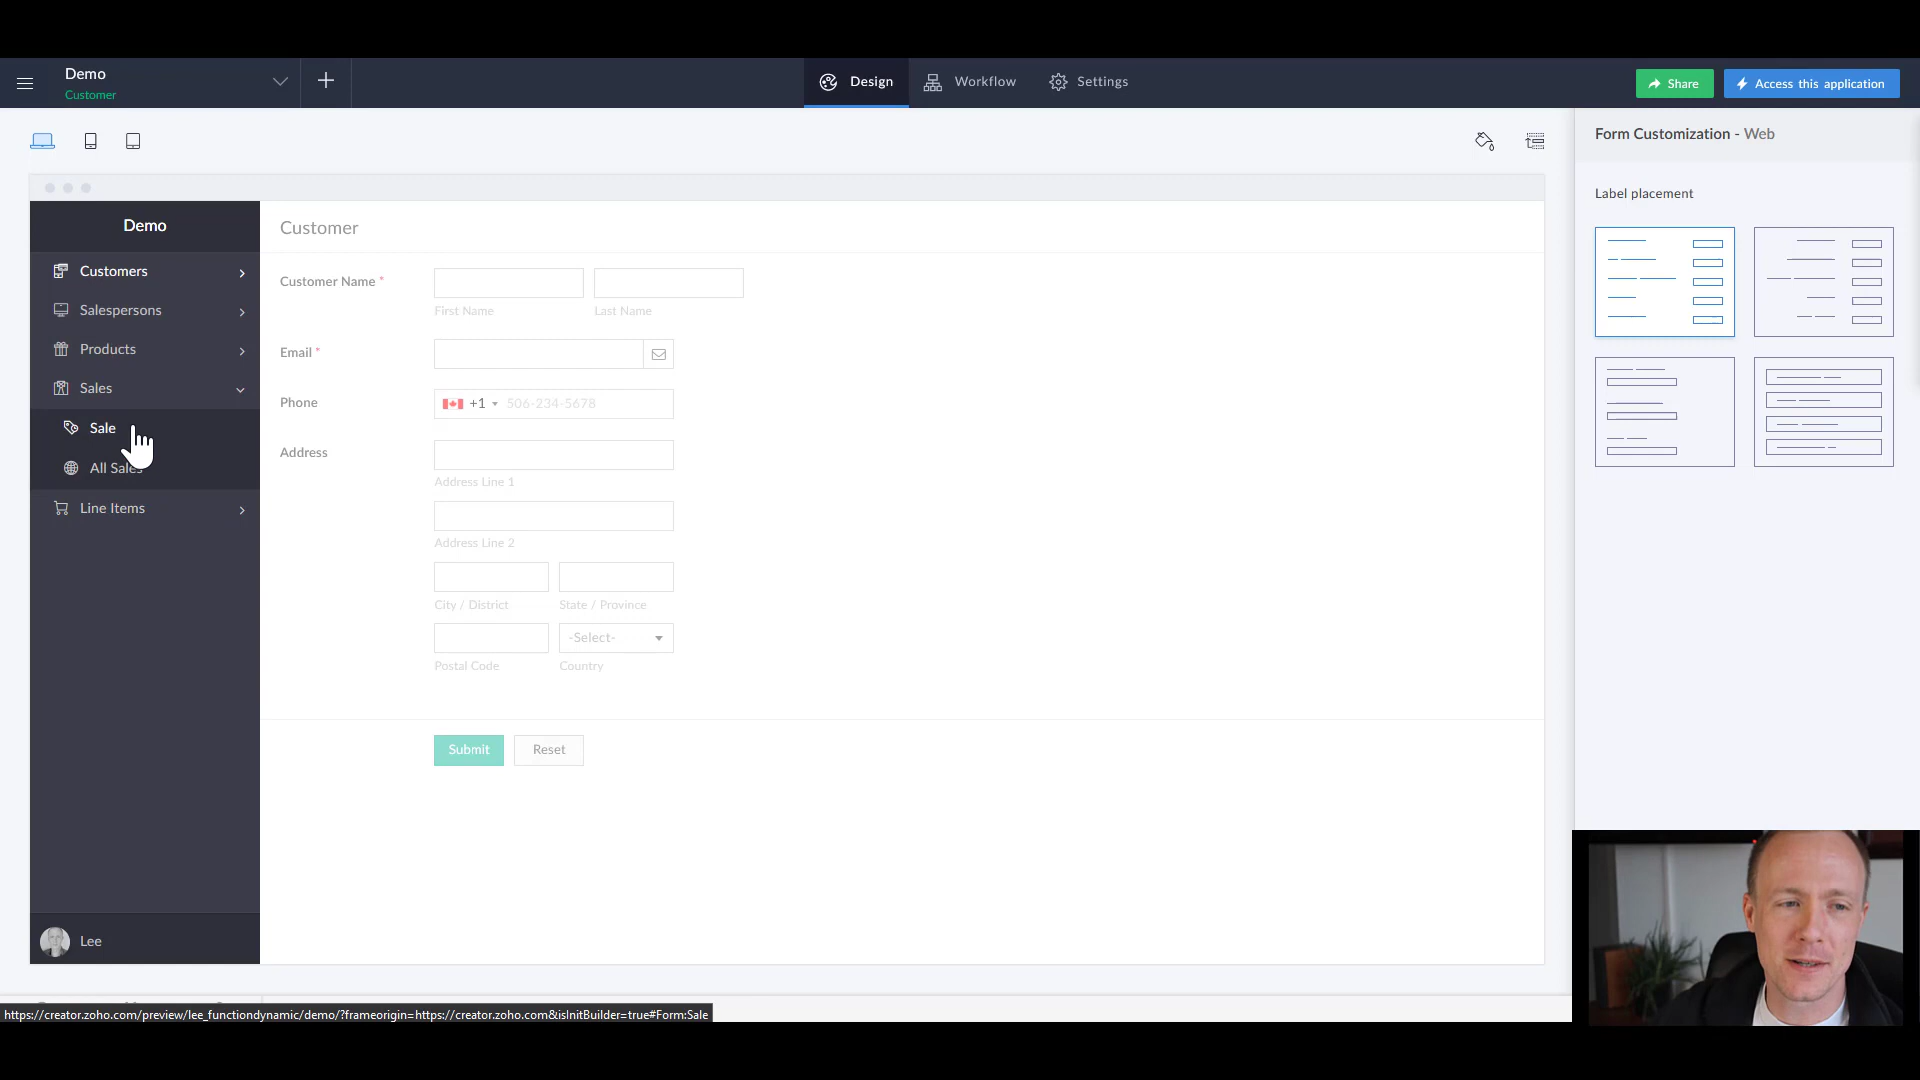 Demo
Customer
Design
Workflow
Settings
Share
Access this application
Form Customization - Web
Label placement
Demo
Customers
Salespersons
Products
Sales
Sale
All Sales
Line Items
Lee
Customer
Customer Name *
First Name
Last Name
Email *
Phone
+1
506-234-5678
Address
Address Line 1
Address Line 2
City / District
State / Province
-Select-
Postal Code
Country
Submit
Reset
https://creator.zoho.com/preview/lee_functiondynamic/demo/?frameorigin=https://creator.zoho.com&isInitBuilder=true#Form:Sale